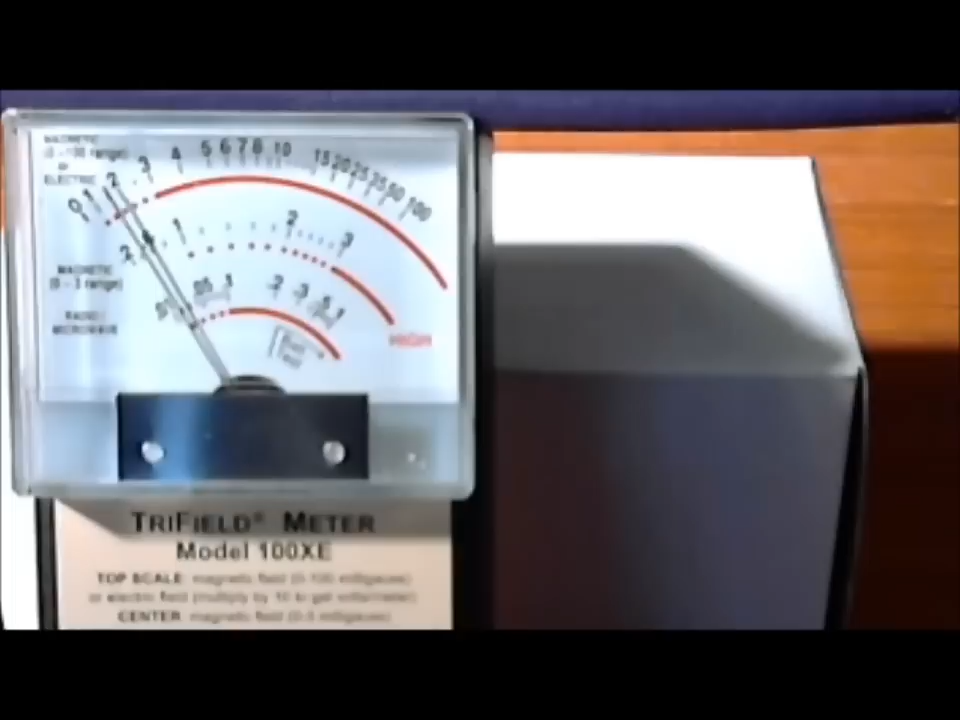 MAGNETIC
(0 - 100 range)
or
ELECTRIC
0 1 2 3 4 5 6 7 8 10 15 20 25 35 50 100
MAGNETIC
(0 - 3 range)
.2 1 2 3
RADIO /
MICROWAVE
.01 .05 .1 .2 .3 .5 1
HIGH
TRIFIELD® METER
Model 100XE
TOP SCALE: magnetic field (0-100 milligauss)
or electric field (multiply by 10 to get volts/meter)
CENTER: magnetic field (0-3 milligauss)